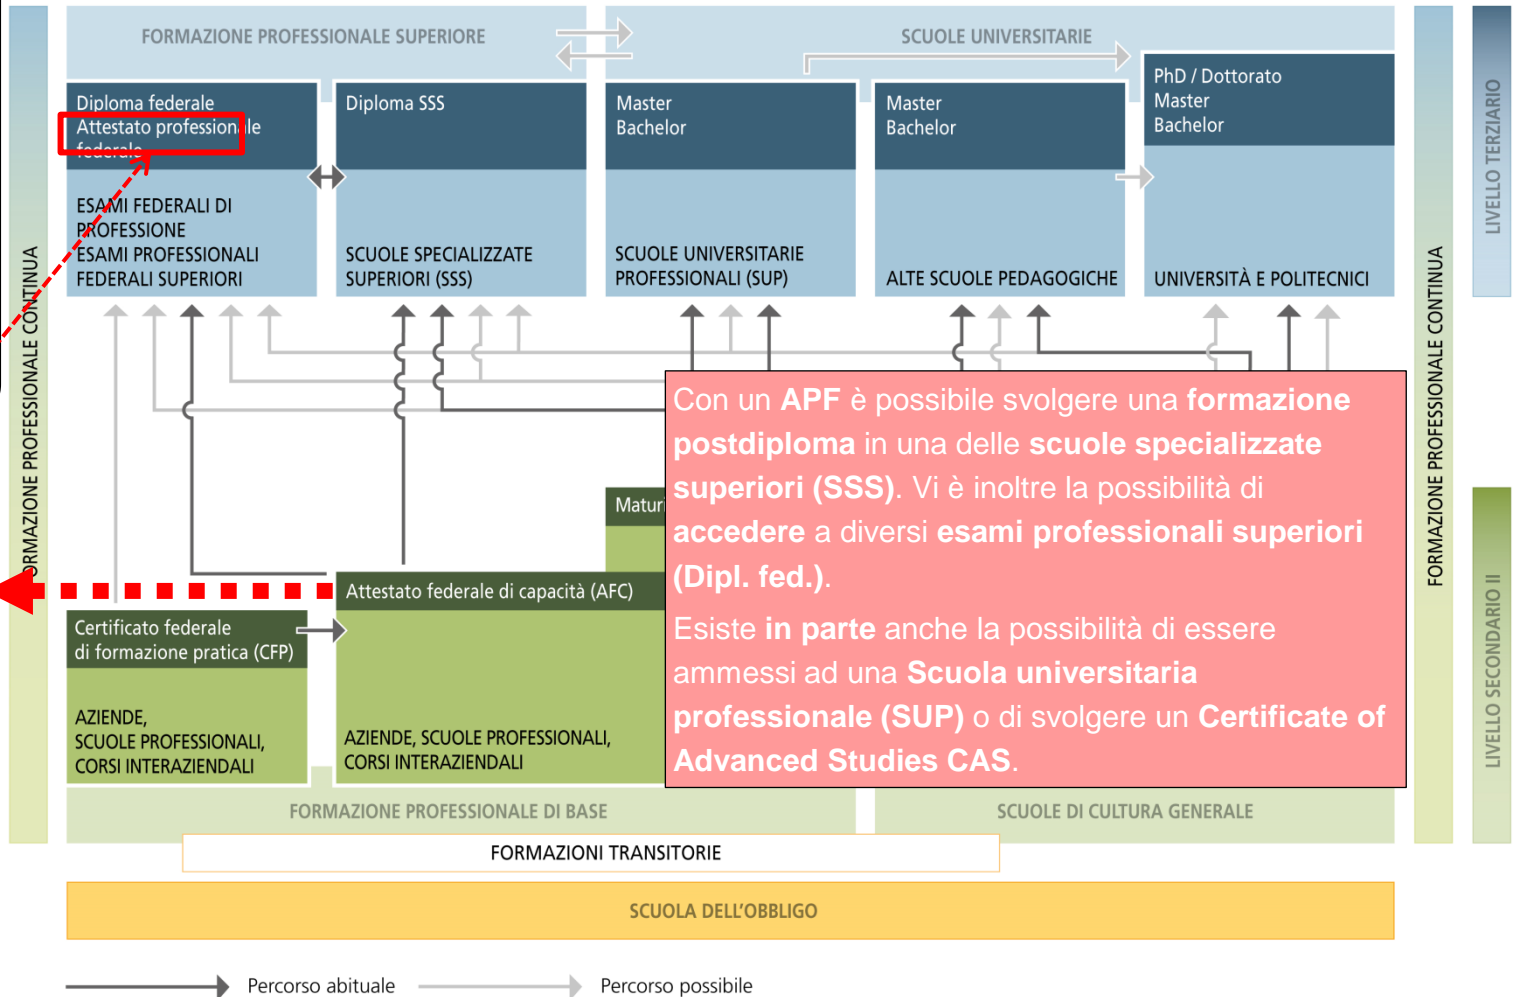 FORMAZIONE PROFESSIONALE SUPERIORE
SCUOLE UNIVERSITARIE
Diploma federale
Attestato professionale
federale
ESAMI FEDERALI DI
PROFESSIONE
ESAMI PROFESSIONALI
FEDERALI SUPERIORI
Diploma SSS
SCUOLE SPECIALIZZATE
SUPERIORI (SSS)
Master
Bachelor
SCUOLE UNIVERSITARIE
PROFESSIONALI (SUP)
Master
Bachelor
ALTE SCUOLE PEDAGOGICHE
PhD / Dottorato
Master
Bachelor
UNIVERSITÀ E POLITECNICI
FORMAZIONE PROFESSIONALE CONTINUA
FORMAZIONE PROFESSIONALE CONTINUA
LIVELLO TERZIARIO
LIVELLO SECONDARIO II
Con un APF è possibile svolgere una formazione
postdiploma in una delle scuole specializzate
superiori (SSS). Vi è inoltre la possibilità di
accedere a diversi esami professionali superiori
(Dipl. fed.).
Esiste in parte anche la possibilità di essere
ammessi ad una Scuola universitaria
professionale (SUP) o di svolgere un Certificate of
Advanced Studies CAS.
Maturi
Attestato federale di capacità (AFC)
AZIENDE, SCUOLE PROFESSIONALI,
CORSI INTERAZIENDALI
Certificato federale
di formazione pratica (CFP)
AZIENDE,
SCUOLE PROFESSIONALI,
CORSI INTERAZIENDALI
FORMAZIONE PROFESSIONALE DI BASE
SCUOLE DI CULTURA GENERALE
FORMAZIONI TRANSITORIE
SCUOLA DELL'OBBLIGO
Percorso abituale
Percorso possibile